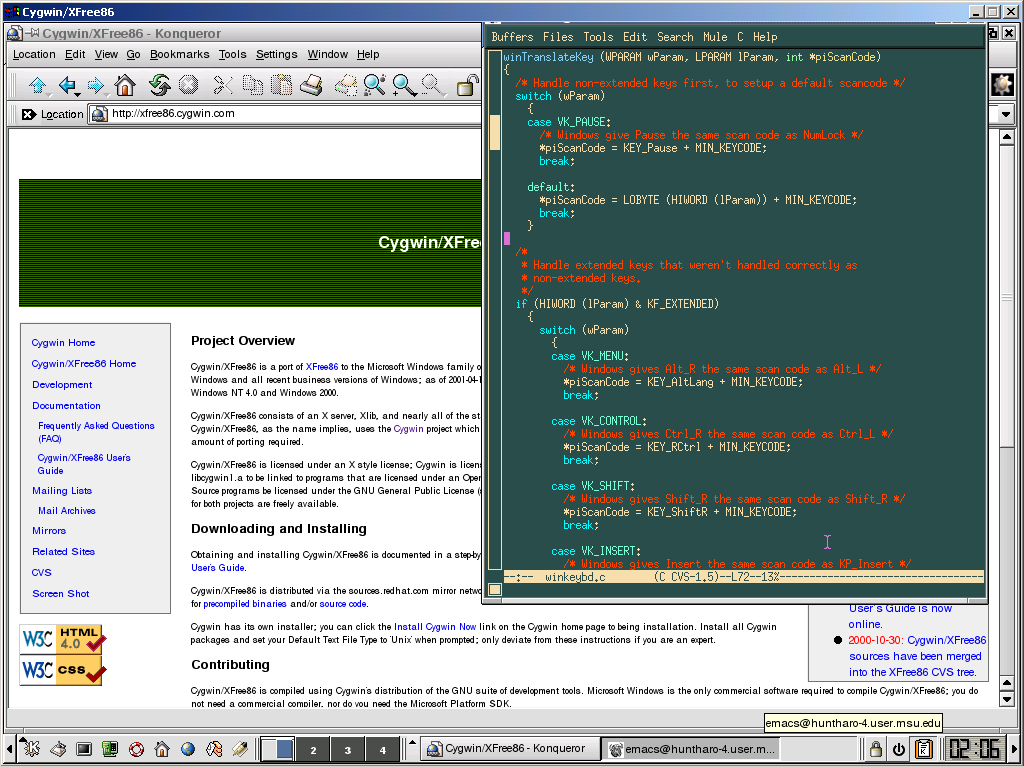 Cygwin/XFree86
Cygwin/XFree86 - Konqueror
Location Edit View Go Bookmarks Tools Settings Window Help
Location http://xfree86.cygwin.com
Cygwin/XFre
Cygwin Home
Cygwin/XFree86 Home
Development
Documentation
Frequently Asked Questions
(FAQ)
Cygwin/XFree86 User's
Guide
Mailing Lists
Mail Archives
Mirrors
Related Sites
CVS
Screen Shot
W3C HTML 4.0
W3C css
Project Overview
Cygwin/XFree86 is a port of XFree86 to the Microsoft Windows family o
Windows and all recent business versions of Windows; as of 2001-04-1
Windows NT 4.0 and Windows 2000.
Cygwin/XFree86 consists of an X server, Xlib, and nearly all of the st
Cygwin/XFree86, as the name implies, uses the Cygwin project which
amount of porting required.
Cygwin/XFree86 is licensed under an X style license; Cygwin is licens
libcygwin1.a to be linked to programs that are licensed under an Open
Source programs be licensed under the GNU General Public License (
for both projects are freely available.
Downloading and Installing
Obtaining and installing Cygwin/XFree86 is documented in a step-by
User's Guide.
Cygwin/XFree86 is distributed via the sources.redhat.com mirror netw
for precompiled binaries and/or source code.
Cygwin has its own installer; you can click the Install Cygwin Now link on the Cygwin home page to being installation. Install all Cygwin
packages and set your Default Text File Type to 'Unix' when prompted; only deviate from these instructions if you are an expert.
Contributing
Cygwin/XFree86 is compiled using Cygwin's distribution of the GNU suite of development tools. Microsoft Windows is the only commercial software required to compile Cygwin/XFree86; you do
not need a commercial compiler, nor do you need the Microsoft Platform SDK.
User's Guide is now
online.
2000-10-30: Cygwin/XFree86
sources have been merged
into the XFree86 CVS tree.
Buffers Files Tools Edit Search Mule C Help
winTranslateKey (WPARAM wParam, LPARAM lParam, int *piScanCode)
{
/* Handle non-extended keys first, to setup a default scancode */
switch (wParam)
{
case VK_PAUSE:
/* Windows give Pause the same scan code as NumLock */
*piScanCode = KEY_Pause + MIN_KEYCODE;
break;
default:
*piScanCode = LOBYTE (HIWORD (lParam)) + MIN_KEYCODE;
break;
}
/*
* Handle extended keys that weren't handled correctly as
* non-extended keys.
*/
if (HIWORD (lParam) & KF_EXTENDED)
{
switch (wParam)
{
case VK_MENU:
/* Windows gives Alt_R the same scan code as Alt_L */
*piScanCode = KEY_AltLang + MIN_KEYCODE;
break;
case VK_CONTROL:
/* Windows gives Ctrl_R the same scan code as Ctrl_L */
*piScanCode = KEY_RCtrl + MIN_KEYCODE;
break;
case VK_SHIFT:
/* Windows gives Shift_R the same scan code as Shift_R */
*piScanCode = KEY_ShiftR + MIN_KEYCODE;
break;
case VK_INSERT:
/* Windows gives Insert the same scan code as KP_Insert */
--:-- winkeybd.c (C CVS-1.5)--L72--13%--
emacs@huntharo-4.user.msu.edu
2 3 4
Cygwin/XFree86 - Konqueror
emacs@huntharo-4.user.m...
02:06